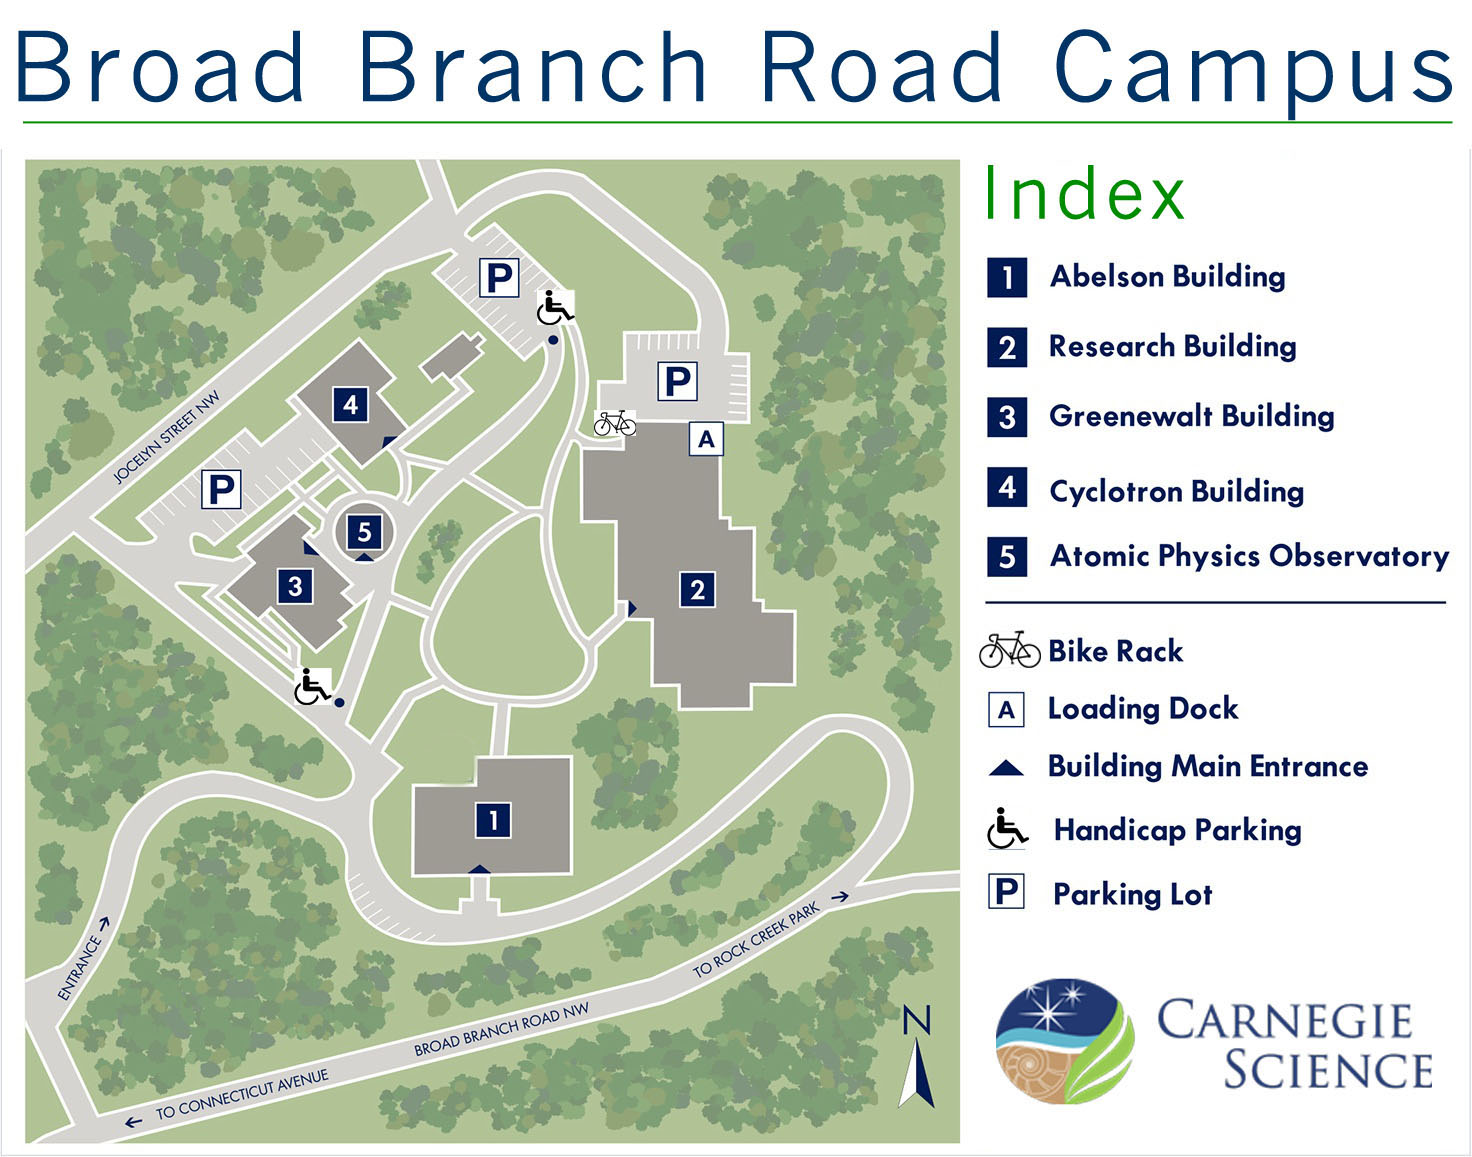 Broad Branch Road Campus
Index
1 Abelson Building
2 Research Building
3 Greenewalt Building
4 Cyclotron Building
5 Atomic Physics Observatory
Bike Rack
A Loading Dock
Building Main Entrance
Handicap Parking
P Parking Lot
CARNEGIE
SCIENCE
P
P
4
A
JOCELYN STREET NW
P
5
3
2
1
ENTRANCE
TO ROCK CREEK PARK
BROAD BRANCH ROAD NW
TO CONNECTICUT AVENUE
N